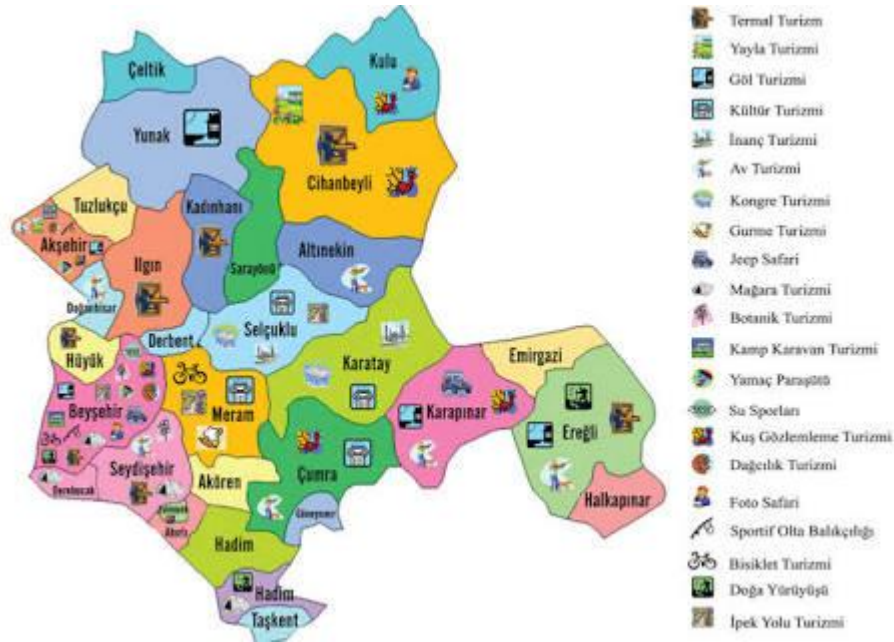 Çeltik
Kulu
Yunak
Cihanbeyli
Tuzlukçu
Kadınhanı
Akşehir
Ilgın
Sarayönü
Altınekin
Doğanhisar
Derbent
Selçuklu
Hüyük
Karatay
Emirgazi
Beyşehir
Meram
Karapınar
Ereğli
Seydişehir
Akören
Çumra
Halkapınar
Derebucak
Güneysınır
Ahırlı
Hadim
Hadim
Taşkent
Termal Turizm
Yayla Turizmi
Göl Turizmi
Kültür Turizmi
İnanç Turizmi
Av Turizmi
Kongre Turizmi
Gurme Turizmi
Jeep Safari
Mağara Turizmi
Botanik Turizmi
Kamp Karavan Turizmi
Yamaç Paraşütü
Su Sporları
Kuş Gözlemleme Turizmi
Dağcılık Turizmi
Foto Safari
Sportif Olta Balıkçılığı
Bisiklet Turizmi
Doğa Yürüyüşü
İpek Yolu Turizmi